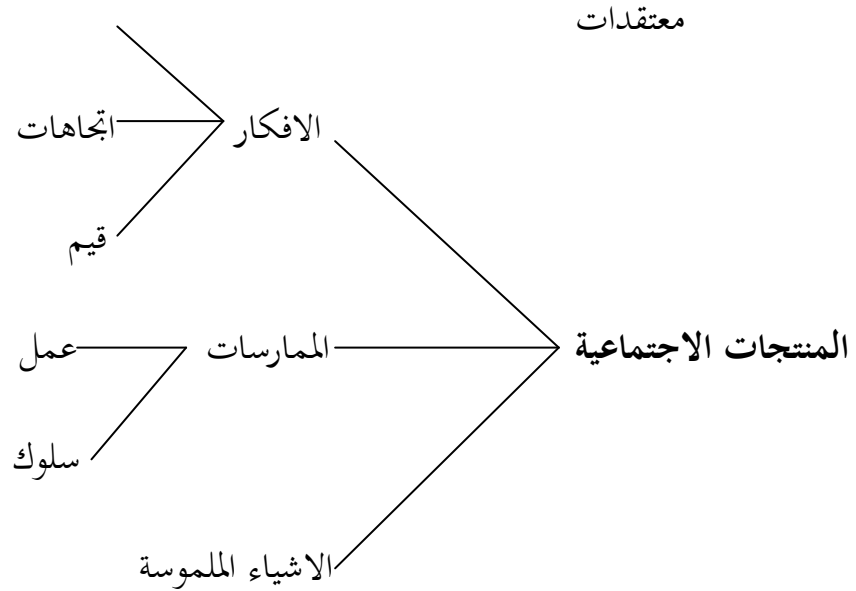 معتقدات
الافكار اتجاهات
قيم
المنتجات الاجتماعية الممارسات عمل
سلوك
الاشياء الملموسة